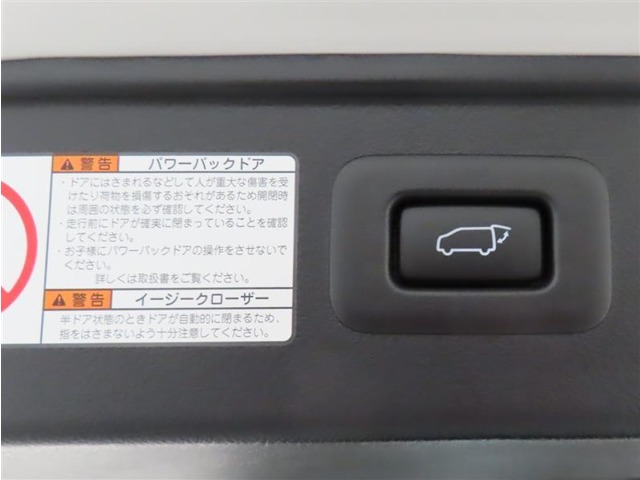 警告 パワーバックドア
・ドアにはさまれるなどして人が重大な傷害を受
けたり荷物を損傷するおそれがあるため開閉時
は周囲の状態を必ず確認してください。
・走行前にドアが確実に閉まっていることを確認
してください。
・お子様にパワーバックドアの操作をさせないで
ください。
詳しくは取扱書をご覧ください。
警告 イージークローザー
半ドア状態のときドアが自動的に閉まるため、
指をはさまないよう十分注意してください。